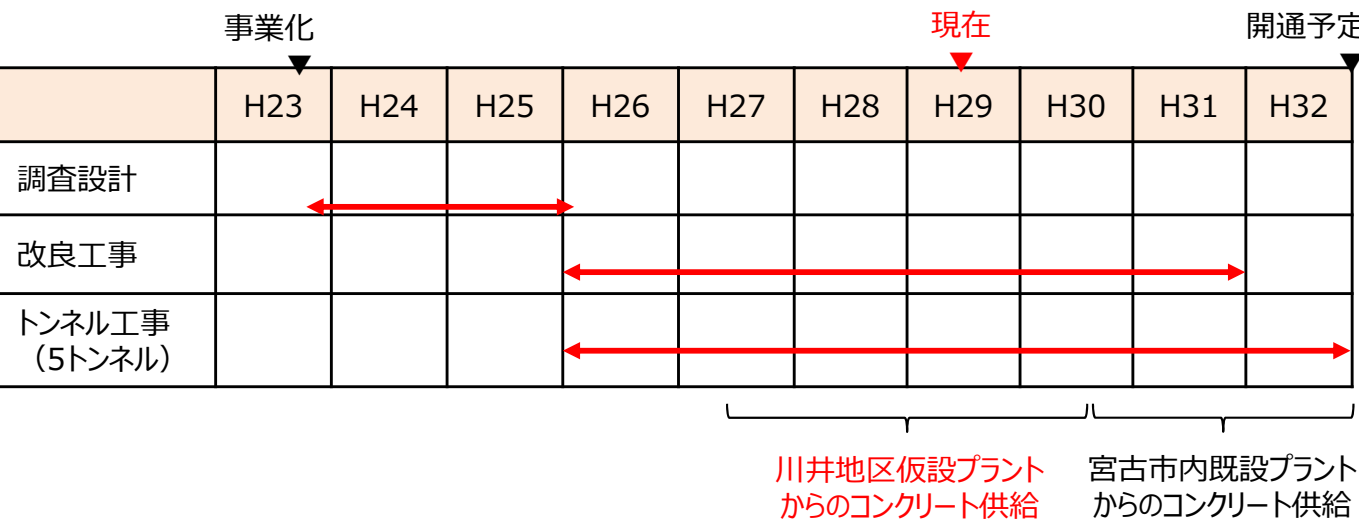 事業化
現在
開通予定
H23 H24 H25 H26 H27 H28 H29 H30 H31 H32
調査設計
改良工事
トンネル工事
（5トンネル）
川井地区仮設プラント
からのコンクリート供給
宮古市内既設プラント
からのコンクリート供給